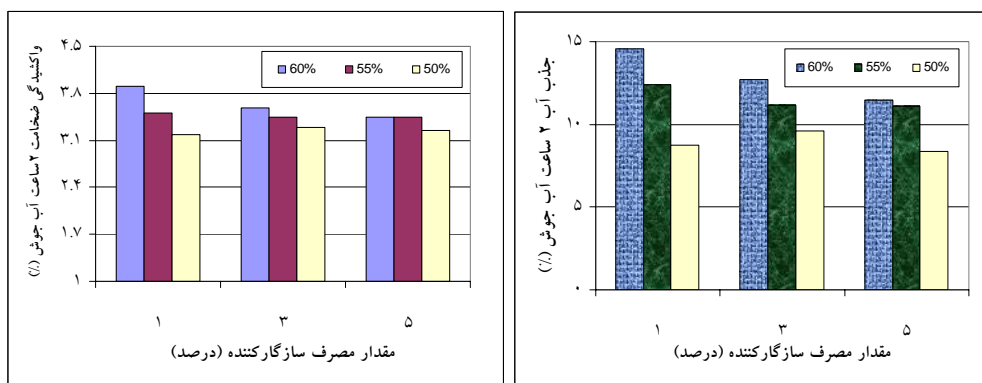 واکشیدگی ضخامت ۲ساعت آب جوش (٪)
۴.۵
۳.۸
۳.۱
۲.۴
۱.۷
۱
60% 55% 50%
۱ ۳ ۵
مقدار مصرف سازگارکننده (درصد)
جذب آب ۲ ساعت آب جوش (٪)
۱۵
۱۰
۵
۰
60% 55% 50%
۱ ۳ ۵
مقدار مصرف سازگارکننده (درصد)